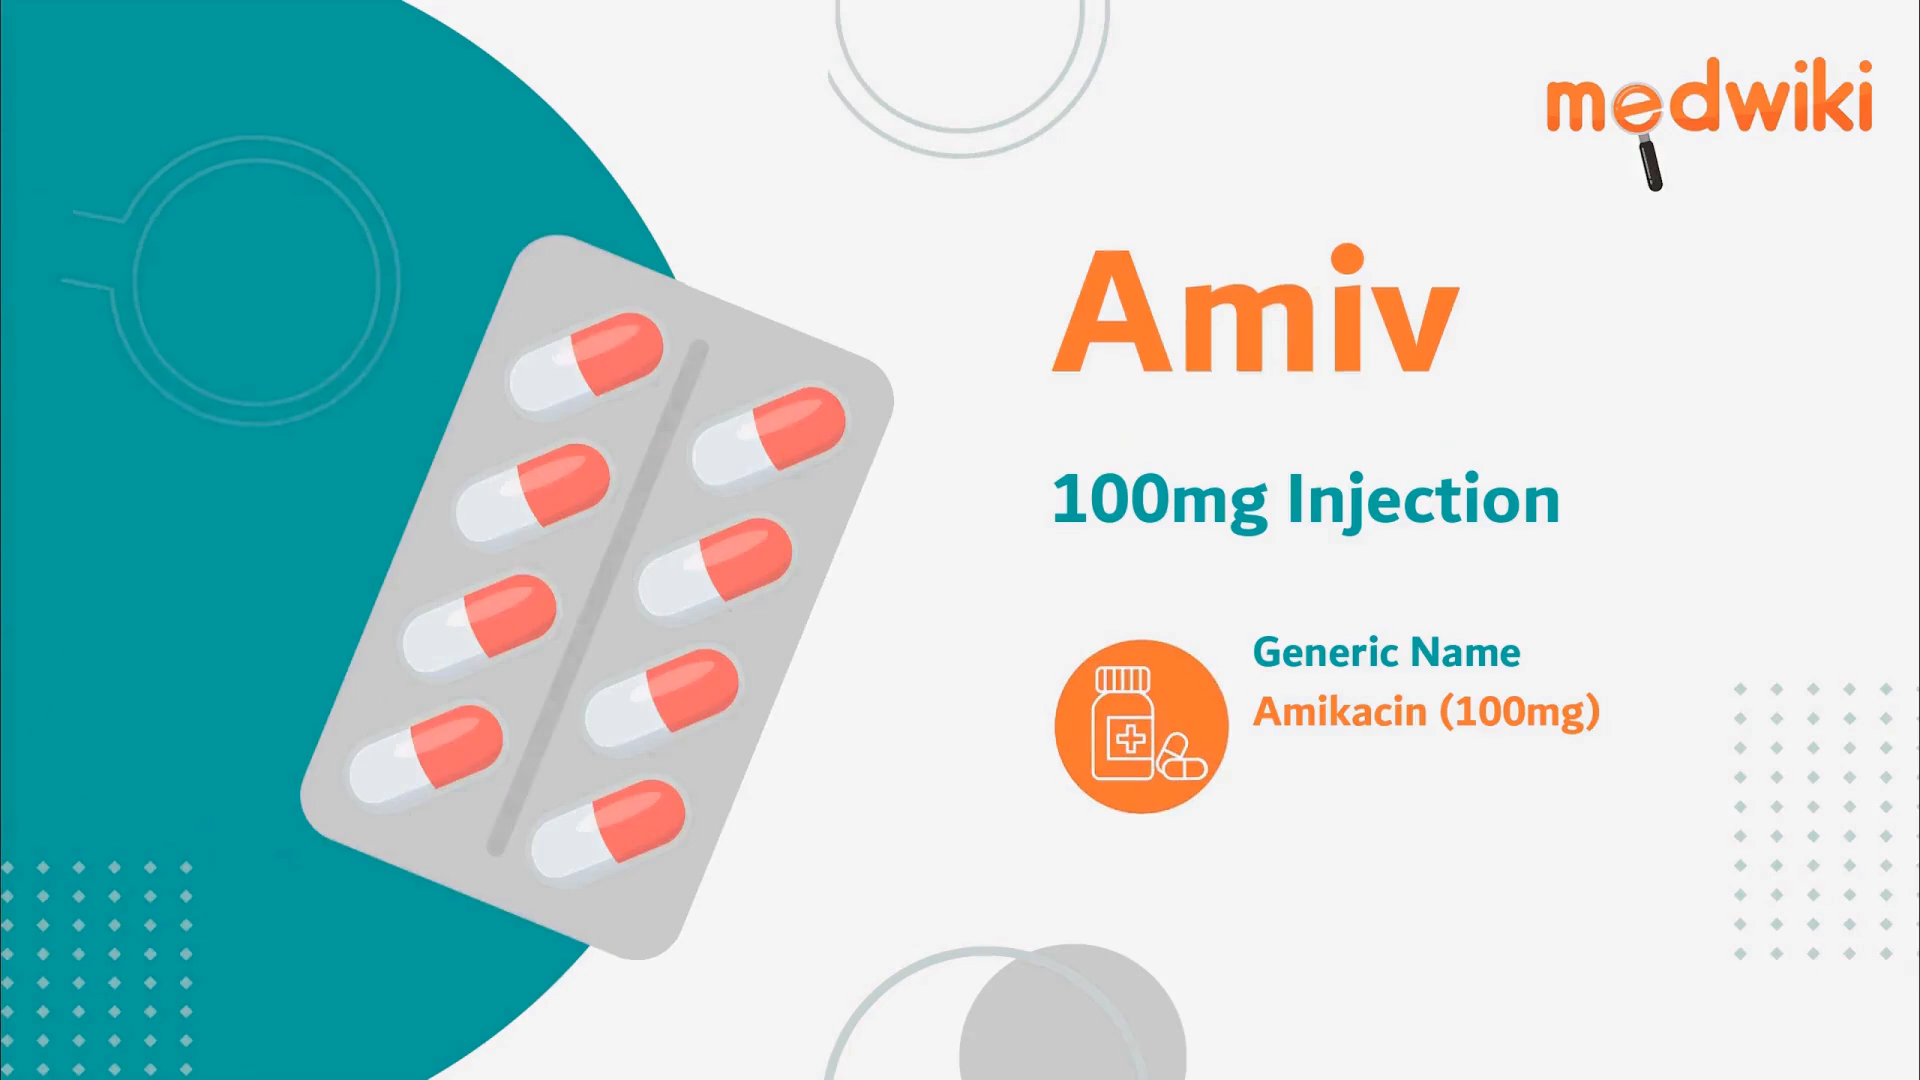 medwiki
Amiv
100mg Injection
Generic Name
Amikacin (100mg)